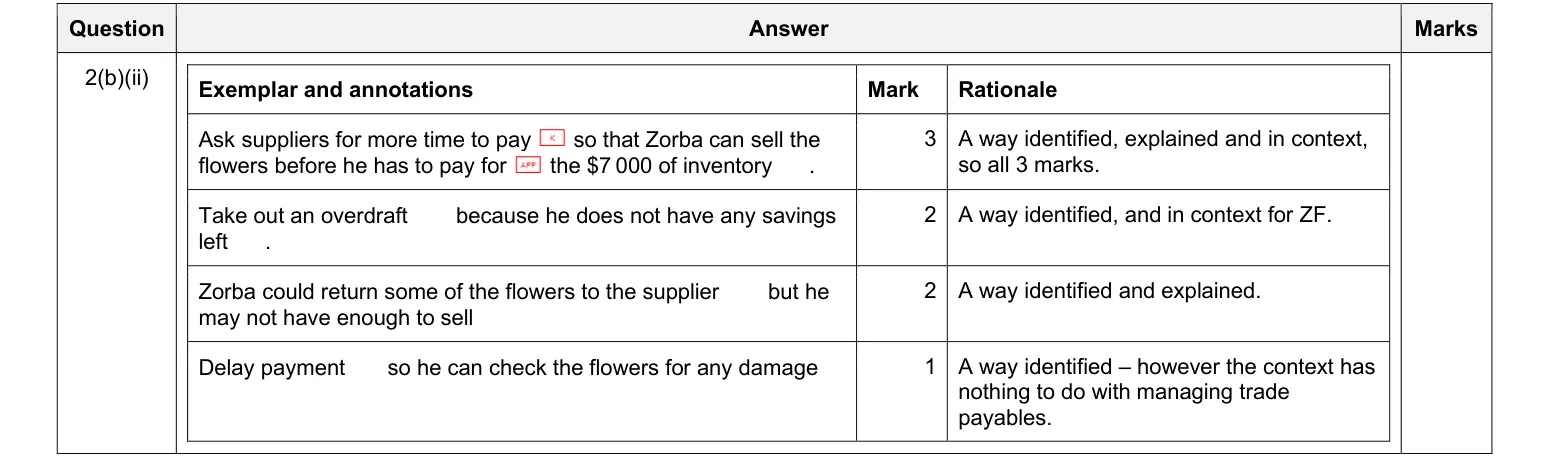 Question Answer Marks
2(b)(ii)
Exemplar and annotations Mark Rationale
Ask suppliers for more time to pay K so that Zorba can sell the 3 A way identified, explained and in context,
flowers before he has to pay for APP the $7 000 of inventory . so all 3 marks.
Take out an overdraft because he does not have any savings 2 A way identified, and in context for ZF.
left .
Zorba could return some of the flowers to the supplier but he 2 A way identified and explained.
may not have enough to sell
Delay payment so he can check the flowers for any damage 1 A way identified – however the context has
nothing to do with managing trade
payables.